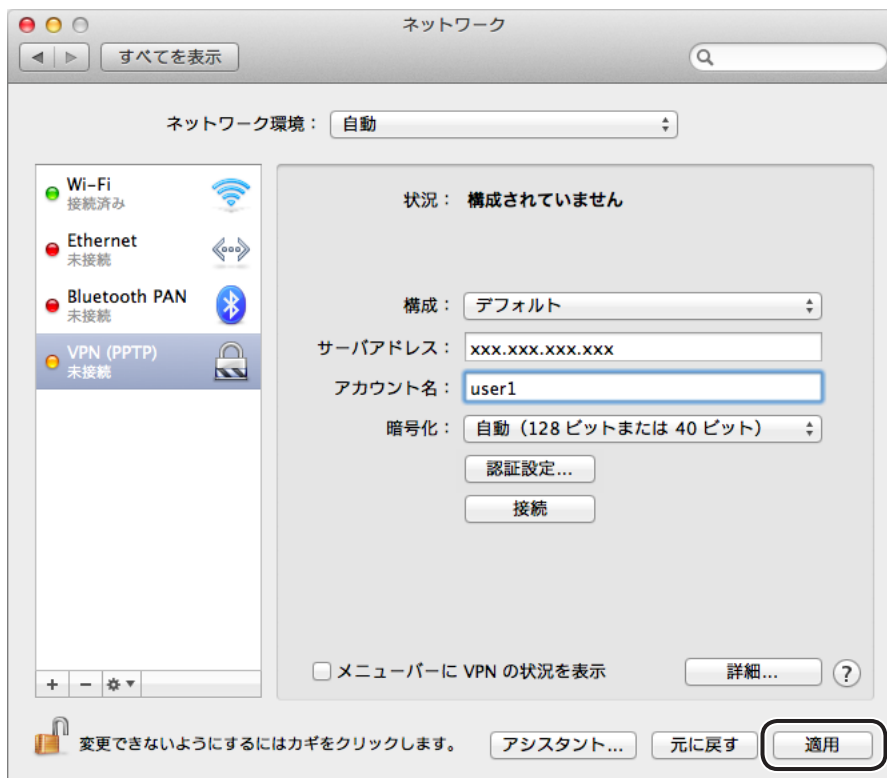 ネットワーク
すべてを表示
ネットワーク環境： 自動
Wi-Fi
接続済み
Ethernet
未接続
Bluetooth PAN
未接続
VPN (PPTP)
未接続
状況： 構成されていません
構成： デフォルト
サーバアドレス： xxx.xxx.xxx.xxx
アカウント名： user1
暗号化： 自動（128 ビットまたは 40 ビット）
認証設定...
接続
メニューバーに VPN の状況を表示
詳細... ?
+ −
変更できないようにするにはカギをクリックします。
アシスタント... 元に戻す 適用